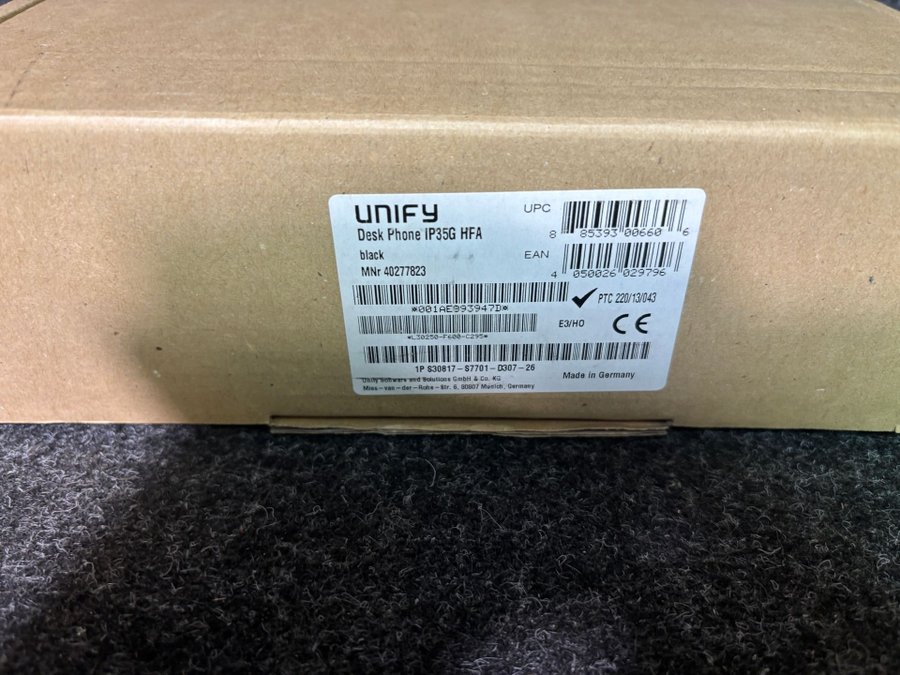 UNIFY
Desk Phone IP35G HFA
black
MNr 40277823
UPC
8 85393 00660 6
EAN
4 050026 029796
*001AE893947D*
PTC 220/13/043
*L30250-F600-C295*
E3/HO
CE
1P S30817-S7701-D307-26
Made in Germany
Unify Software and Solutions GmbH & Co. KG
Mies-van-der-Rohe-Str. 6, 80807 Munich, Germany